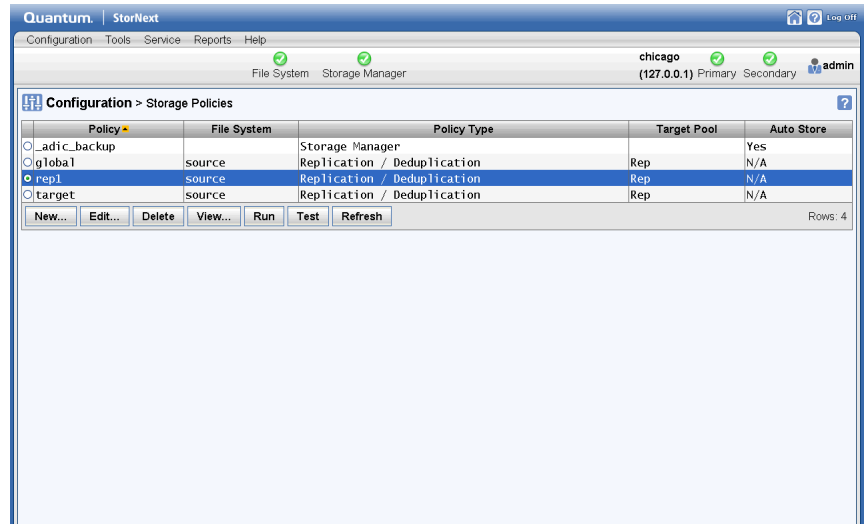 Quantum. StorNext Log Off
Configuration Tools Service Reports Help
File System Storage Manager chicago (127.0.0.1) Primary Secondary admin
Configuration > Storage Policies ?
Policy File System Policy Type Target Pool Auto Store
_adic_backup Storage Manager Yes
global source Replication / Deduplication Rep N/A
rep1 source Replication / Deduplication Rep N/A
target source Replication / Deduplication Rep N/A
New... Edit... Delete View... Run Test Refresh Rows: 4